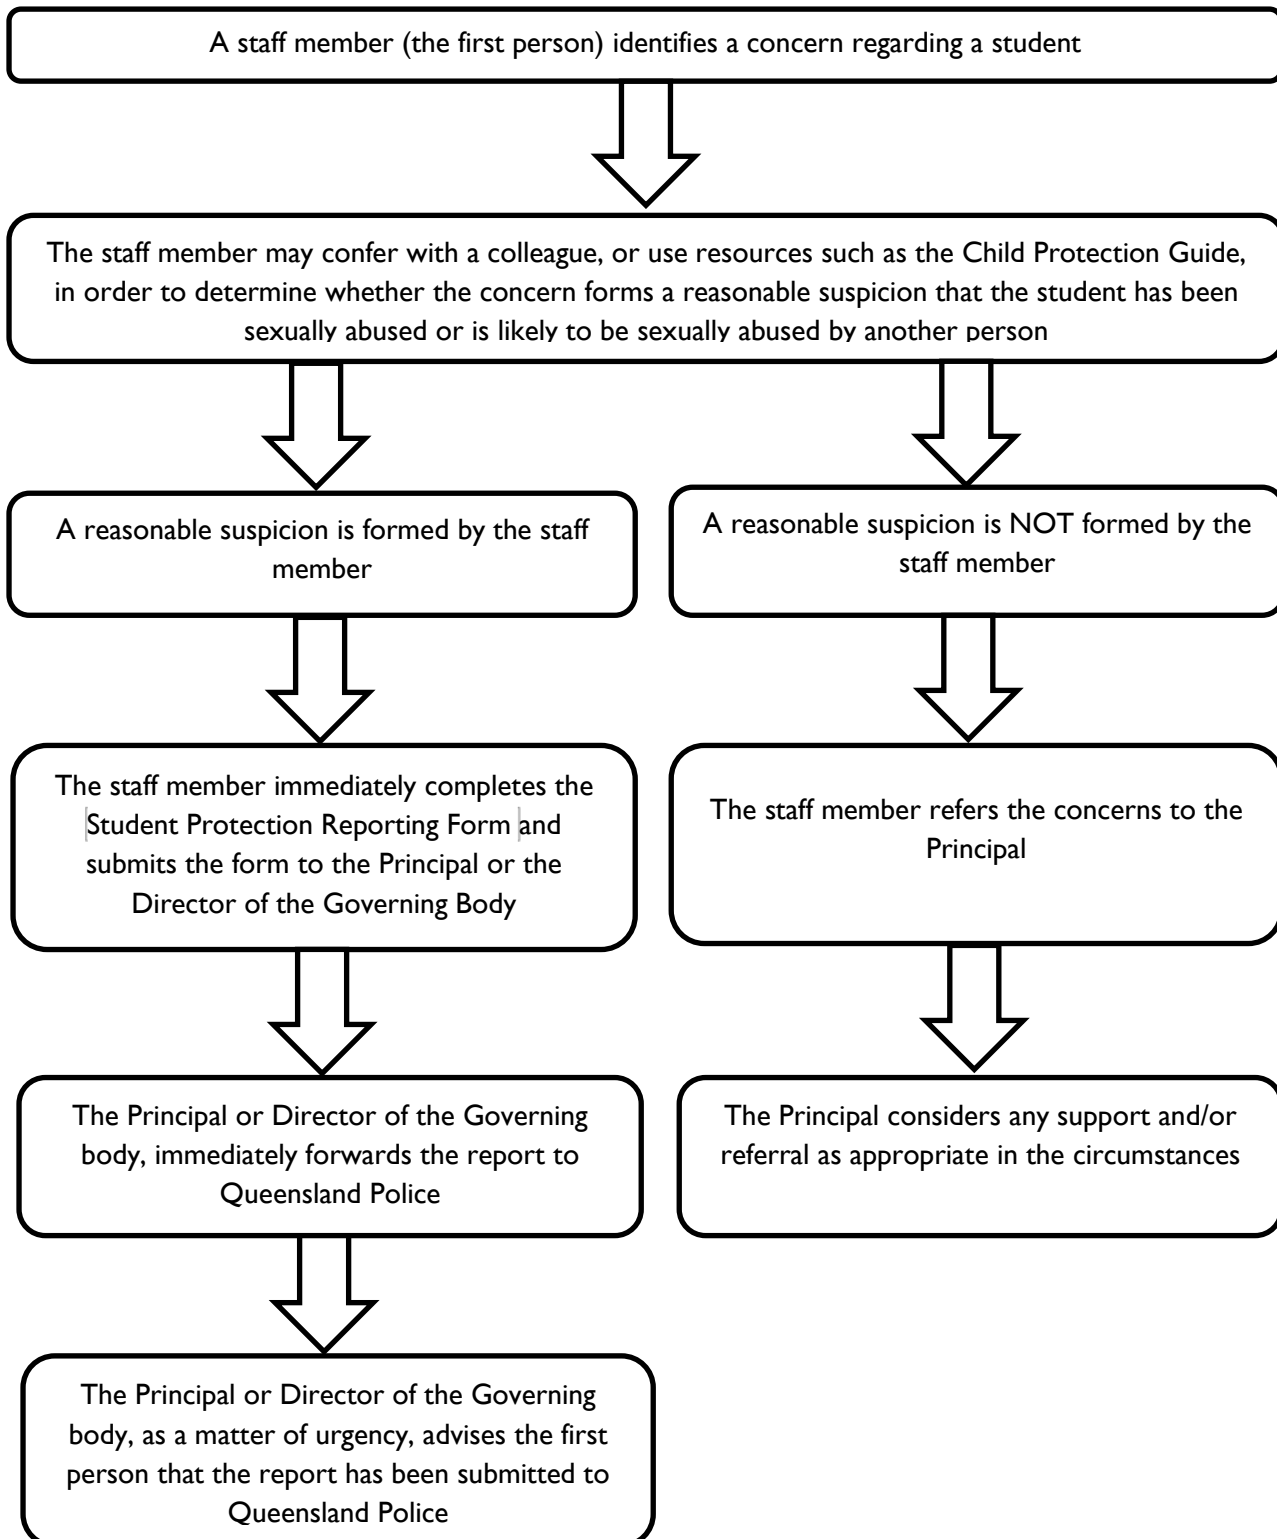 A staff member (the first person) identifies a concern regarding a student
The staff member may confer with a colleague, or use resources such as the Child Protection Guide,
in order to determine whether the concern forms a reasonable suspicion that the student has been
sexually abused or is likely to be sexually abused by another person
A reasonable suspicion is formed by the staff
member
A reasonable suspicion is NOT formed by the
staff member
The staff member immediately completes the
Student Protection Reporting Form and
submits the form to the Principal or the
Director of the Governing Body
The staff member refers the concerns to the
Principal
The Principal or Director of the Governing
body, immediately forwards the report to
Queensland Police
The Principal considers any support and/or
referral as appropriate in the circumstances
The Principal or Director of the Governing
body, as a matter of urgency, advises the first
person that the report has been submitted to
Queensland Police